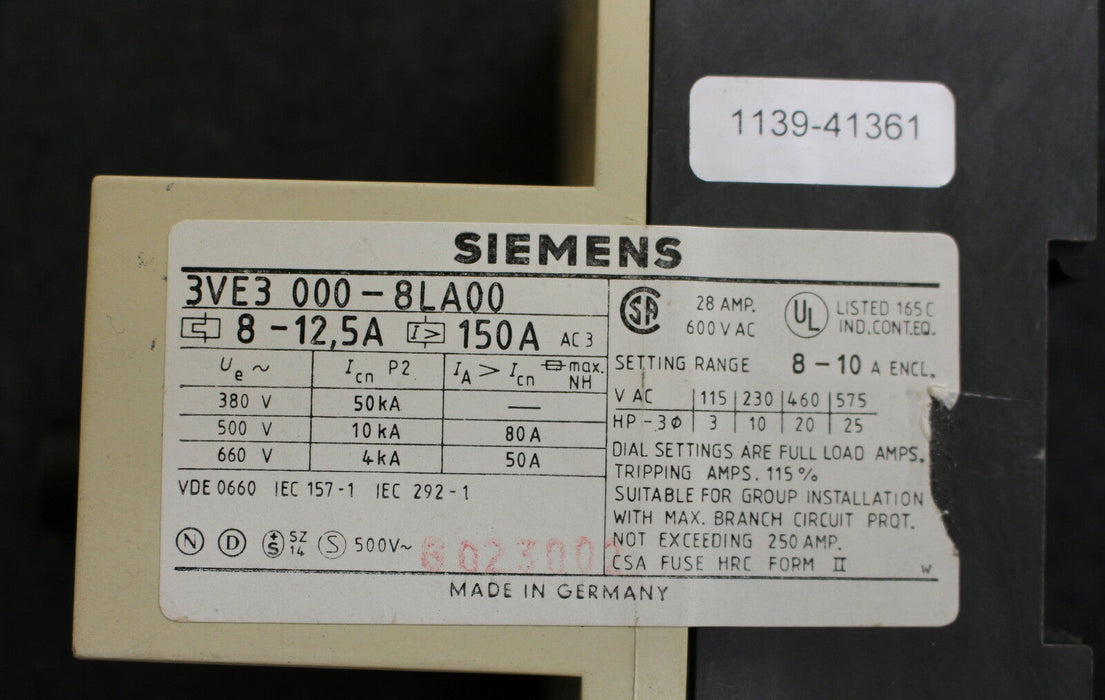 1139-41361
SIEMENS
3VE3 000-8LA00
8-12,5A I> 150A AC 3
Ue ~ Icn P2 IA > Icn max. NH
380 V 50kA —
500 V 10kA 80A
660 V 4kA 50A
VDE 0660 IEC 157-1 IEC 292-1
N D +S SZ 14 S 500V~
SA 28 AMP. 600 V AC
UL LISTED 165C IND.CONT.EQ.
SETTING RANGE 8-10 A ENCL.
V AC 115 230 460 575
HP-3Φ 3 10 20 25
DIAL SETTINGS ARE FULL LOAD AMPS.
TRIPPING AMPS. 115%
SUITABLE FOR GROUP INSTALLATION
WITH MAX. BRANCH CIRCUIT PROT.
NOT EXCEEDING 250 AMP.
CSA FUSE HRC FORM II W
MADE IN GERMANY